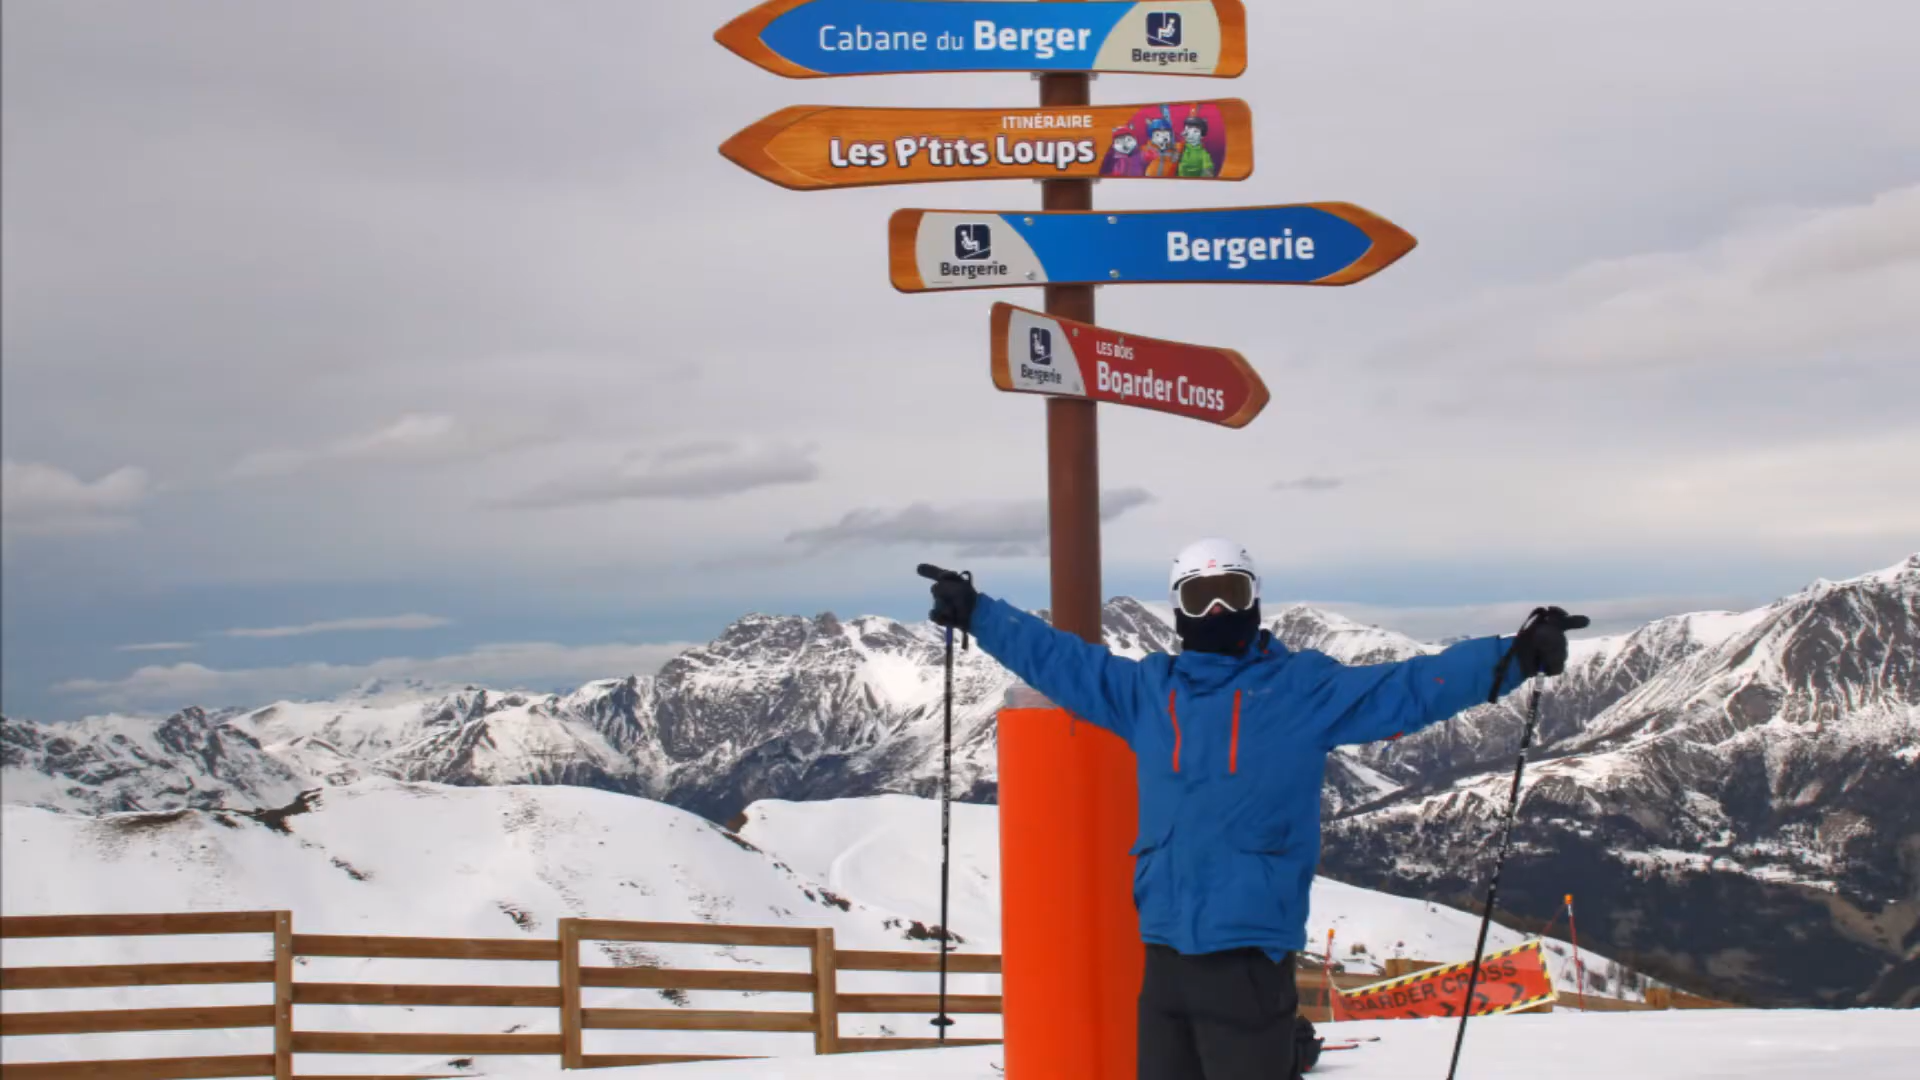 Cabane du Berger
Bergerie
ITINÉRAIRE
Les P'tits Loups
Bergerie
Bergerie
Bergerie
LES BOIS
Boarder Cross
BOARDER CROSS